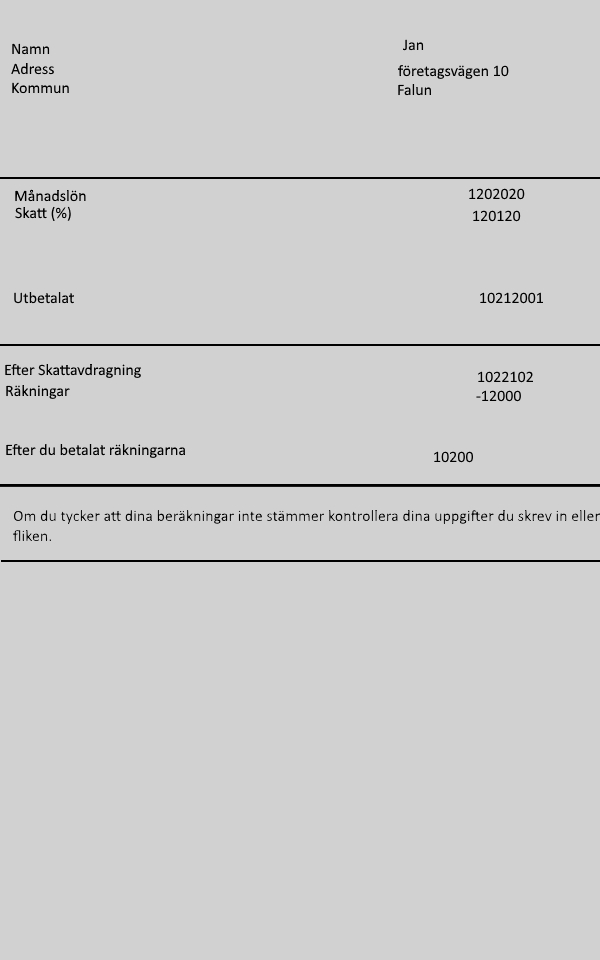 Namn Jan
Adress företagsvägen 10
Kommun Falun
Månadslön 1202020
Skatt (%) 120120
Utbetalat 10212001
Efter Skattavdragning 1022102
Räkningar -12000
Efter du betalat räkningarna 10200
Om du tycker att dina beräkningar inte stämmer kontrollera dina uppgifter du skrev in eller
fliken.